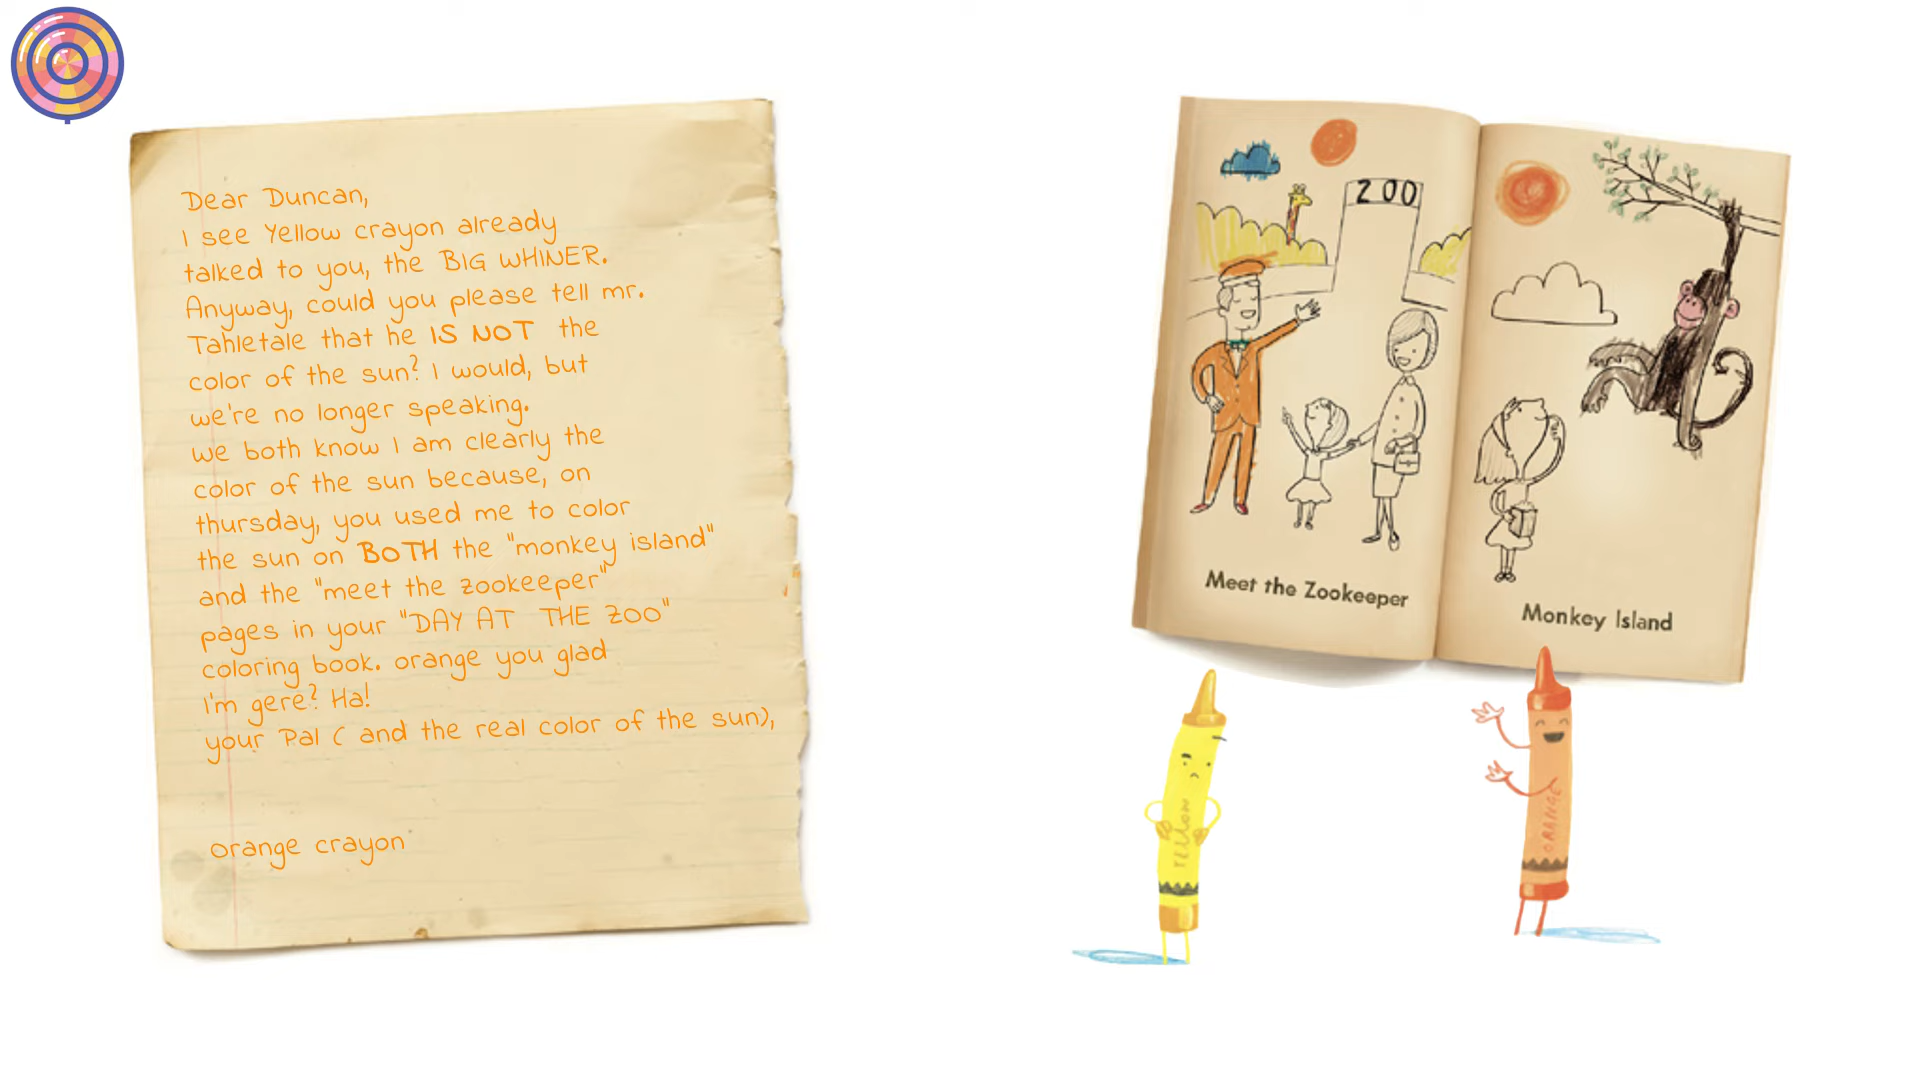 Dear Duncan,
I see Yellow crayon already
talked to you, the BIG WHINER.
Anyway, could you please tell mr.
Tahletale that he IS NOT the
color of the sun? I would, but
we're no longer speaking.
we both know I am clearly the
color of the sun because, on
thursday, you used me to color
the sun on BOTH the "monkey island"
and the "meet the zookeeper"
pages in your "DAY AT THE ZOO"
coloring book. orange you glad
I'm gere? Ha!
your Pal ( and the real color of the sun),
orange crayon
ZOO
Meet the Zookeeper
Monkey Island
YELLOW
ORANGE